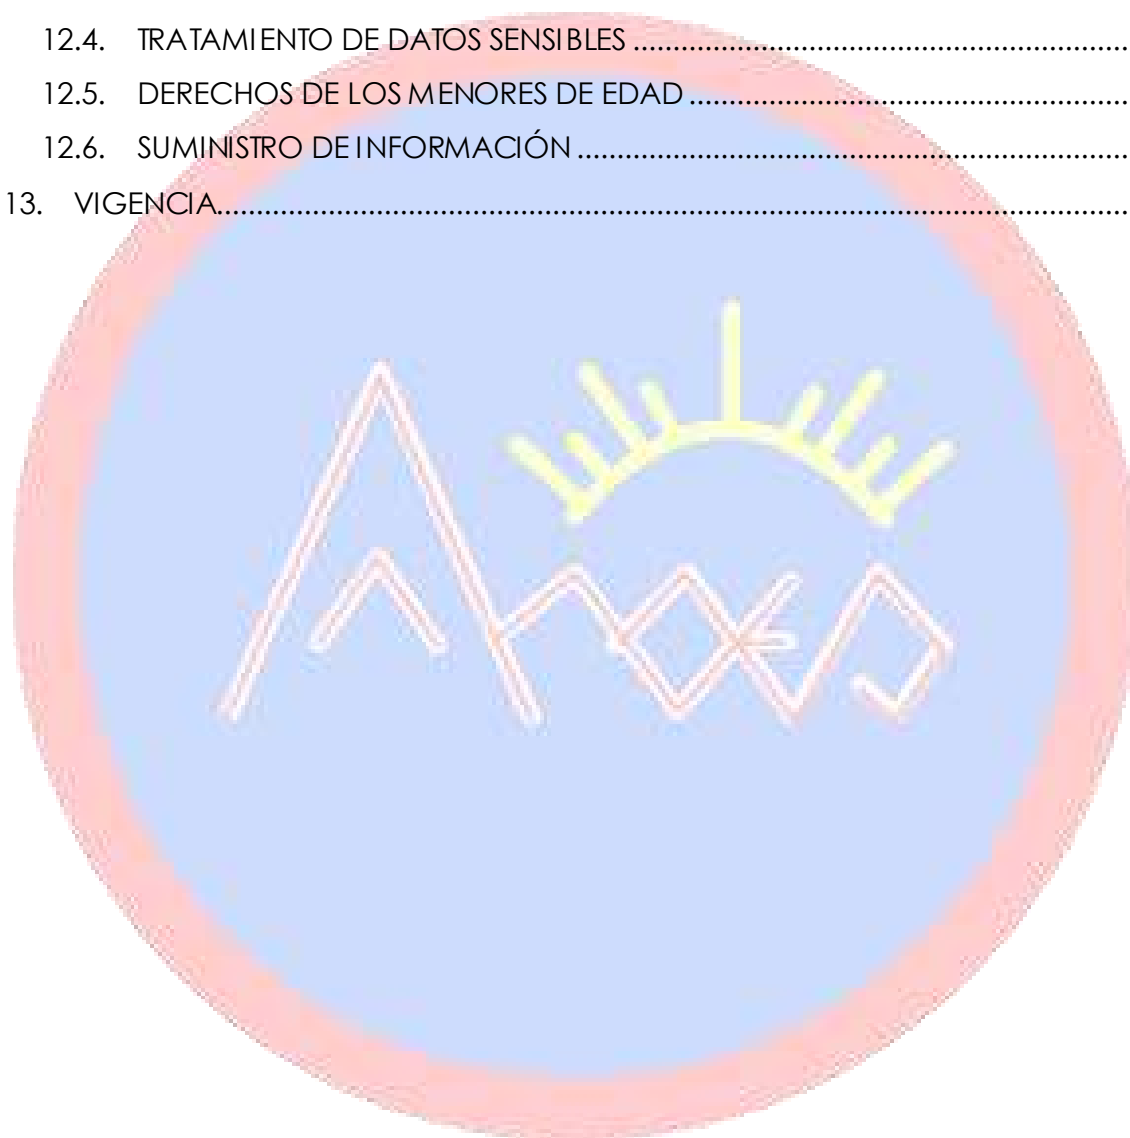 12.4. TRATAMIENTO DE DATOS SENSIBLES ..........................................................................
12.5. DERECHOS DE LOS MENORES DE EDAD ..................................................................
12.6. SUMINISTRO DE INFORMACIÓN ..................................................................................
13. VIGENCIA.......................................................................................................................................